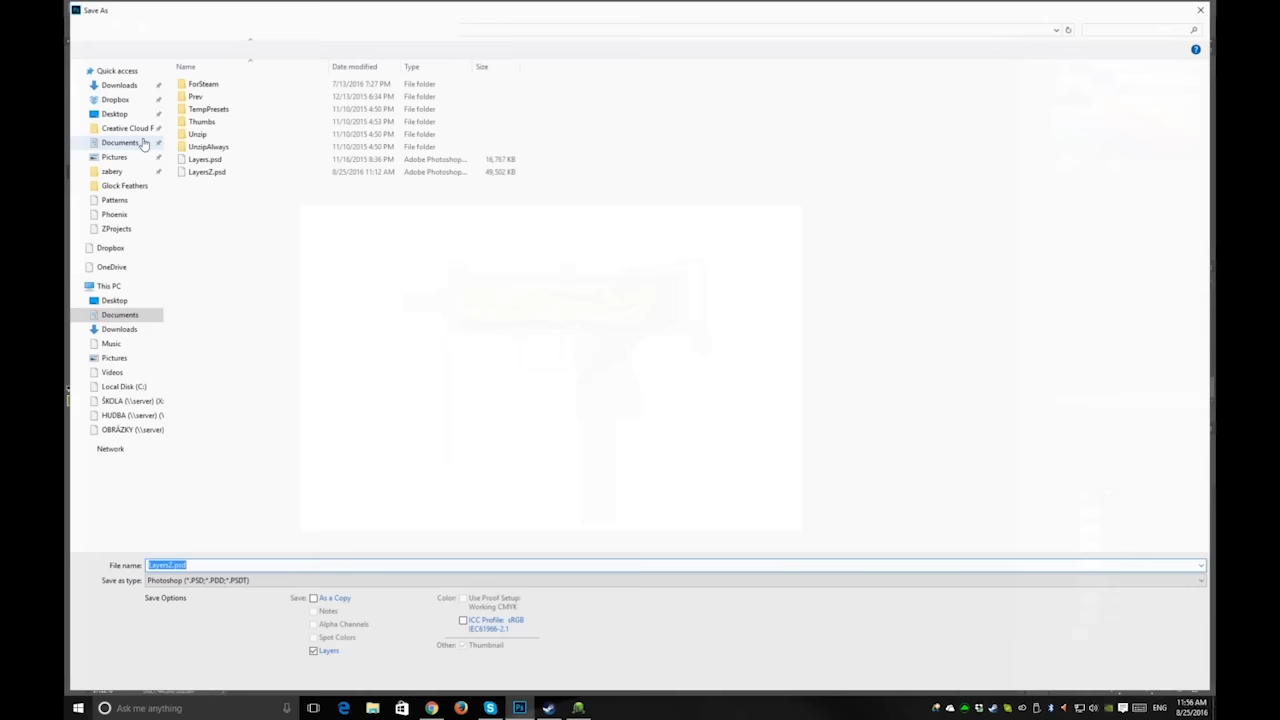 Save As
Name Date modified Type Size
Quick access
Downloads
Dropbox
Desktop
Creative Cloud F
Documents
Pictures
zabery
Glock Feathers
Patterns
Phoenix
ZProjects
Dropbox
OneDrive
This PC
Desktop
Documents
Downloads
Music
Pictures
Videos
Local Disk (C:)
ŠKOLA (\\server) (X:
HUDBA (\\server) (\
OBRÁZKY (\\server)
Network
ForSteam 7/13/2016 7:27 PM File folder
Prev 12/13/2015 6:34 PM File folder
TempPresets 11/10/2015 4:50 PM File folder
Thumbs 11/10/2015 4:53 PM File folder
Unzip 11/10/2015 4:50 PM File folder
UnzipAlways 11/10/2015 4:50 PM File folder
Layers.psd 11/16/2015 8:36 PM Adobe Photoshop... 16,767 KB
LayersZ.psd 8/25/2016 11:12 AM Adobe Photoshop... 49,502 KB
File name: LayersZ.psd
Save as type: Photoshop (*.PSD;*.PDD;*.PSDT)
Save Options
Save: As a Copy
Notes
Alpha Channels
Spot Colors
Layers
Color: Use Proof Setup:
Working CMYK
ICC Profile: sRGB
IEC61966-2.1
Other: Thumbnail
Ask me anything
ENG
11:56 AM
8/25/2016